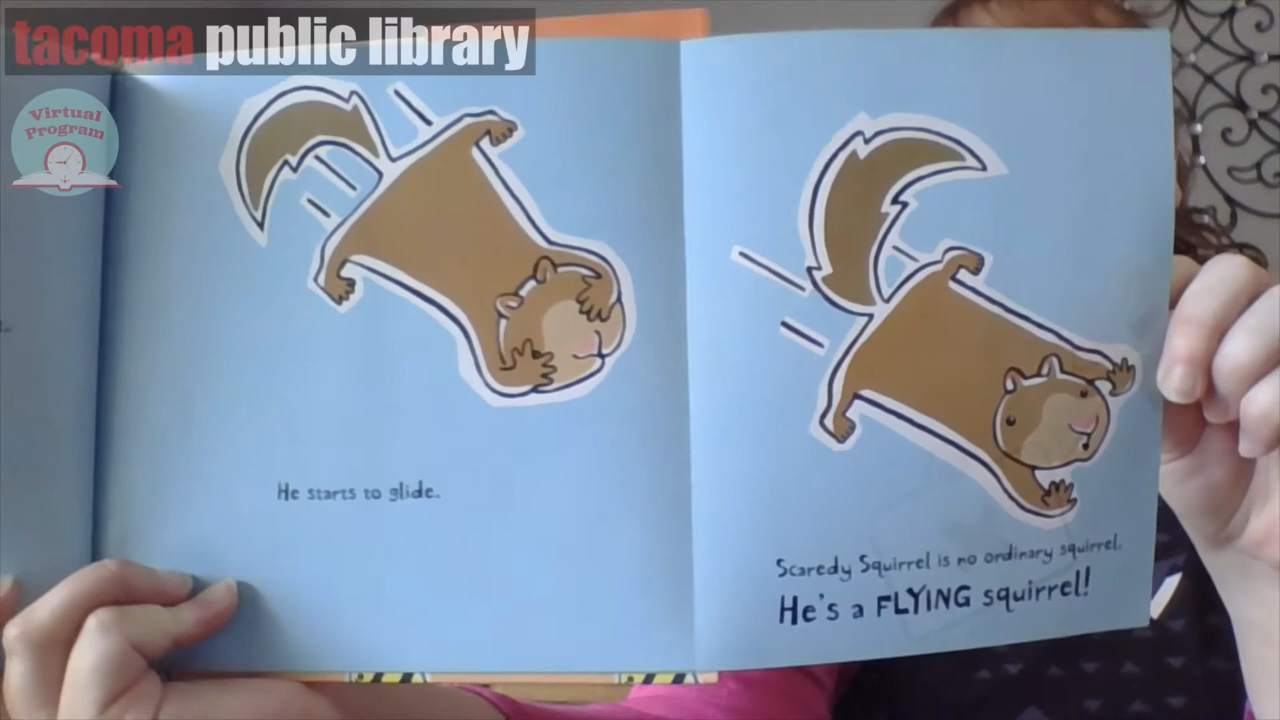 tacoma public library
Virtual
Program
He starts to glide.
Scaredy Squirrel is no ordinary squirrel.
He's a FLYING squirrel!